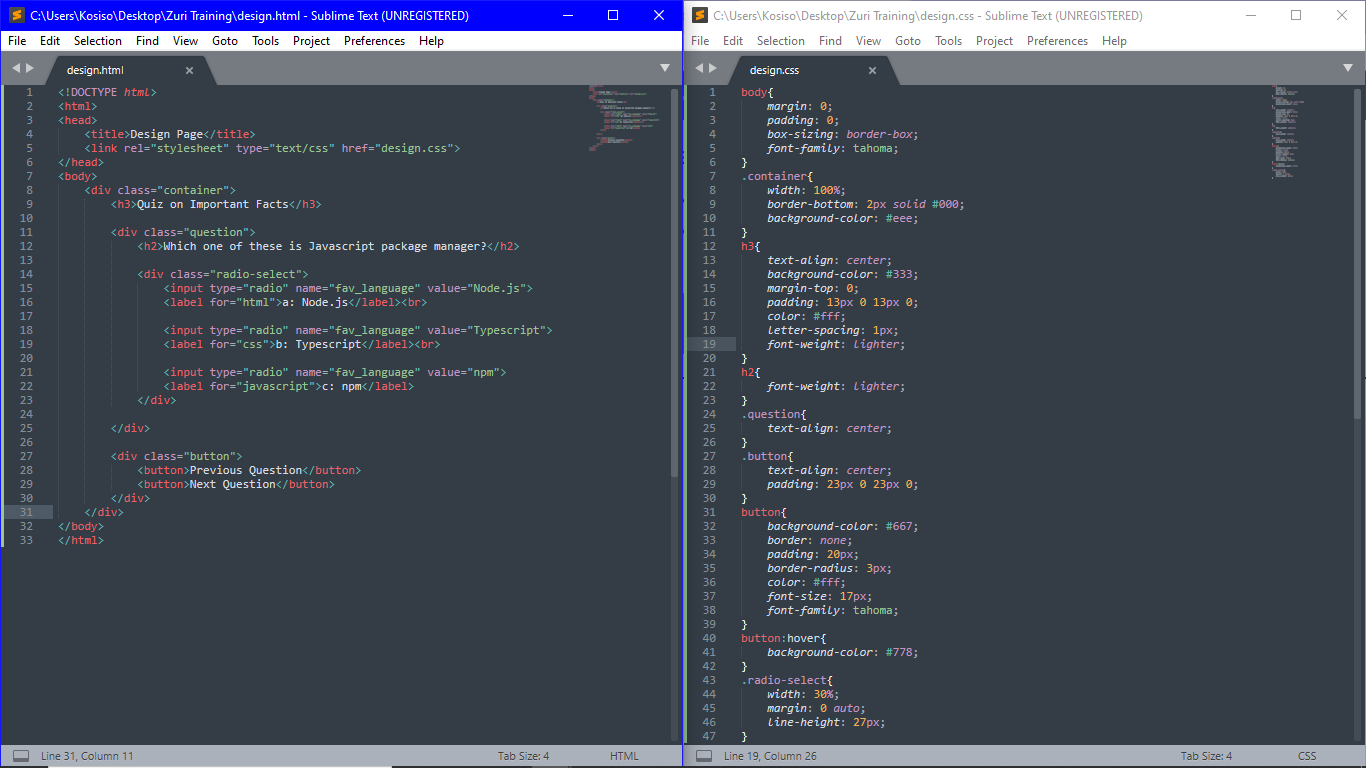 C:\Users\Kosiso\Desktop\Zuri Training\design.html - Sublime Text (UNREGISTERED)
File Edit Selection Find View Goto Tools Project Preferences Help
design.html
1 <!DOCTYPE html>
2 <html>
3 <head>
4 <title>Design Page</title>
5 <link rel="stylesheet" type="text/css" href="design.css">
6 </head>
7 <body>
8 <div class="container">
9 <h3>Quiz on Important Facts</h3>
10
11 <div class="question">
12 <h2>Which one of these is Javascript package manager?</h2>
13
14 <div class="radio-select">
15 <input type="radio" name="fav_language" value="Node.js">
16 <label for="html">a: Node.js</label><br>
17
18 <input type="radio" name="fav_language" value="Typescript">
19 <label for="css">b: Typescript</label><br>
20
21 <input type="radio" name="fav_language" value="npm">
22 <label for="javascript">c: npm</label>
23 </div>
24
25 </div>
26
27 <div class="button">
28 <button>Previous Question</button>
29 <button>Next Question</button>
30 </div>
31 </div>
32 </body>
33 </html>
Line 31, Column 11 Tab Size: 4 HTML
C:\Users\Kosiso\Desktop\Zuri Training\design.css - Sublime Text (UNREGISTERED)
File Edit Selection Find View Goto Tools Project Preferences Help
design.css
1 body{
2 margin: 0;
3 padding: 0;
4 box-sizing: border-box;
5 font-family: tahoma;
6 }
7 .container{
8 width: 100%;
9 border-bottom: 2px solid #000;
10 background-color: #eee;
11 }
12 h3{
13 text-align: center;
14 background-color: #333;
15 margin-top: 0;
16 padding: 13px 0 13px 0;
17 color: #fff;
18 letter-spacing: 1px;
19 font-weight: lighter;
20 }
21 h2{
22 font-weight: lighter;
23 }
24 .question{
25 text-align: center;
26 }
27 .button{
28 text-align: center;
29 padding: 23px 0 23px 0;
30 }
31 button{
32 background-color: #667;
33 border: none;
34 padding: 20px;
35 border-radius: 3px;
36 color: #fff;
37 font-size: 17px;
38 font-family: tahoma;
39 }
40 button:hover{
41 background-color: #778;
42 }
43 .radio-select{
44 width: 30%;
45 margin: 0 auto;
46 line-height: 27px;
47 }
Line 19, Column 26 Tab Size: 4 CSS